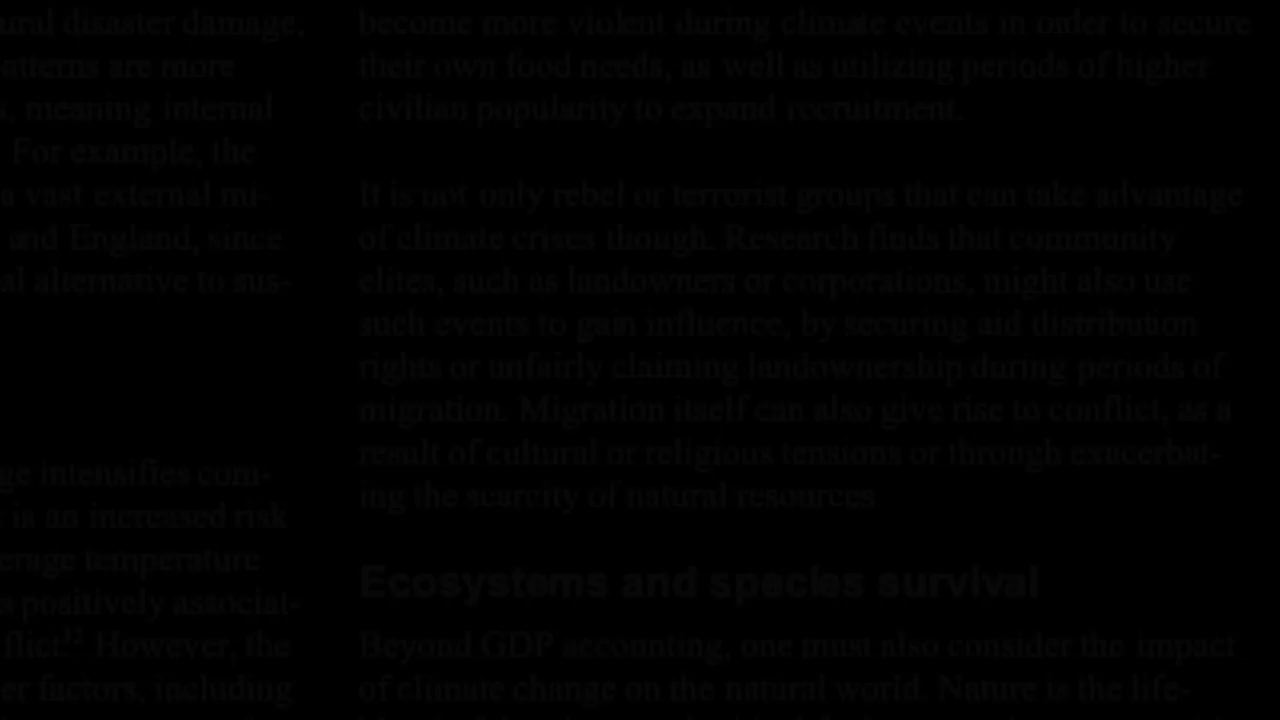 ural disaster damage,
atterns are more
s, meaning internal
For example, the
a vast external mi-
and England, since
al alternative to sus-
ge intensifies com-
s is an increased risk
erage temperature
s positively associat-
flict¹² However, the
er factors, including
become more violent during climate events in order to secure
their own food needs, as well as utilizing periods of higher
civilian popularity to expand recruitment.
It is not only rebel or terrorist groups that can take advantage
of climate crises though. Research finds that community
elites, such as landowners or corporations, might also use
such events to gain influence, by securing aid distribution
rights or unfairly claiming landownership during periods of
migration. Migration itself can also give rise to conflict, as a
result of cultural or religious tensions or through exacerbat-
ing the scarcity of natural resources
Ecosystems and species survival
Beyond GDP accounting, one must also consider the impact
of climate change on the natural world. Nature is the life-